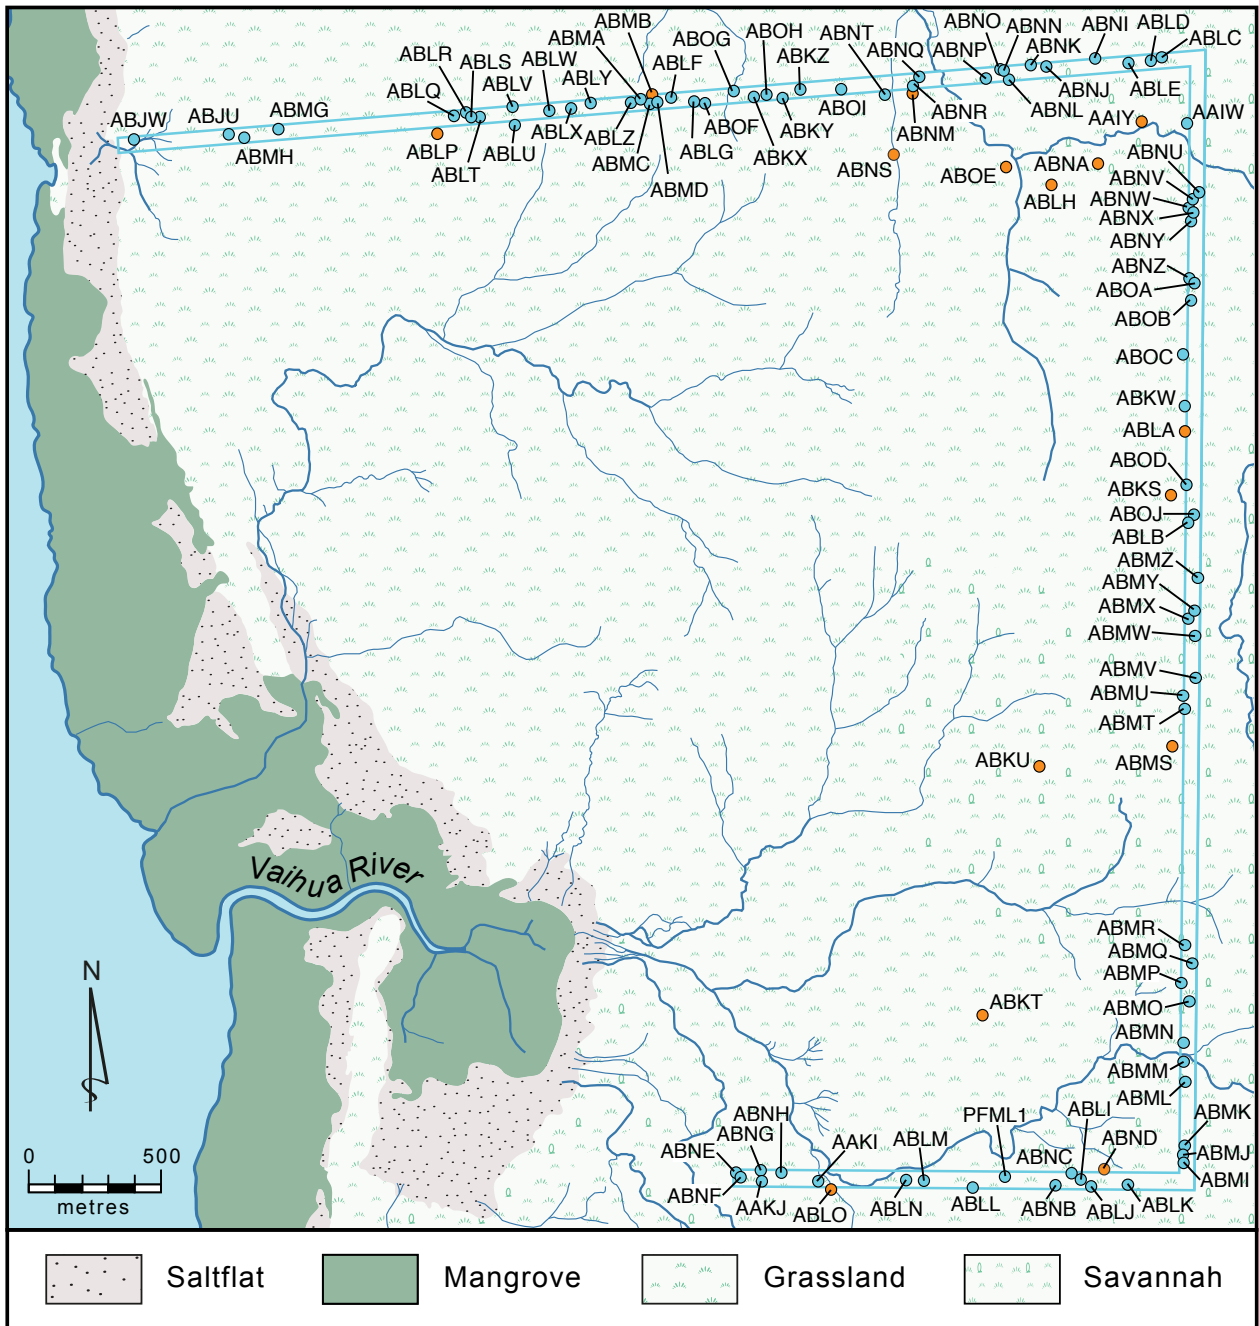 ABMB
ABMA
ABLR
ABLS
ABLW
ABLY
ABLF
ABOG
ABOH
ABKZ
ABNT
ABNQ
ABNO
ABNP
ABNN
ABNK
ABNI
ABLD
ABLC
ABLQ
ABLV
ABOI
ABNR
ABNL
ABNJ
ABLE
ABJW
ABJU
ABMG
ABMH
ABLP
ABLT
ABLU
ABLX
ABLZ
ABMC
ABMD
ABLG
ABOF
ABKX
ABKY
ABNM
ABNS
ABOE
ABLH
ABNA
AAIY
AAIW
ABNU
ABNV
ABNW
ABNX
ABNY
ABNZ
ABOA
ABOB
ABOC
ABKW
ABLA
ABOD
ABKS
ABOJ
ABLB
ABMZ
ABMY
ABMX
ABMW
ABMV
ABMU
ABMT
ABMS
ABKU
Vaihua River
ABMR
ABMQ
ABMP
ABMO
ABKT
ABMN
ABMM
ABML
N
ABMK
ABMJ
ABMI
PFML1
ABLI
ABND
ABNC
ABNH
ABNG
ABNE
ABNF
AAKI
AAKJ
ABLO
ABLM
ABLN
ABLL
ABNB
ABLJ
ABLK
0 500
metres
Saltflat Mangrove Grassland Savannah